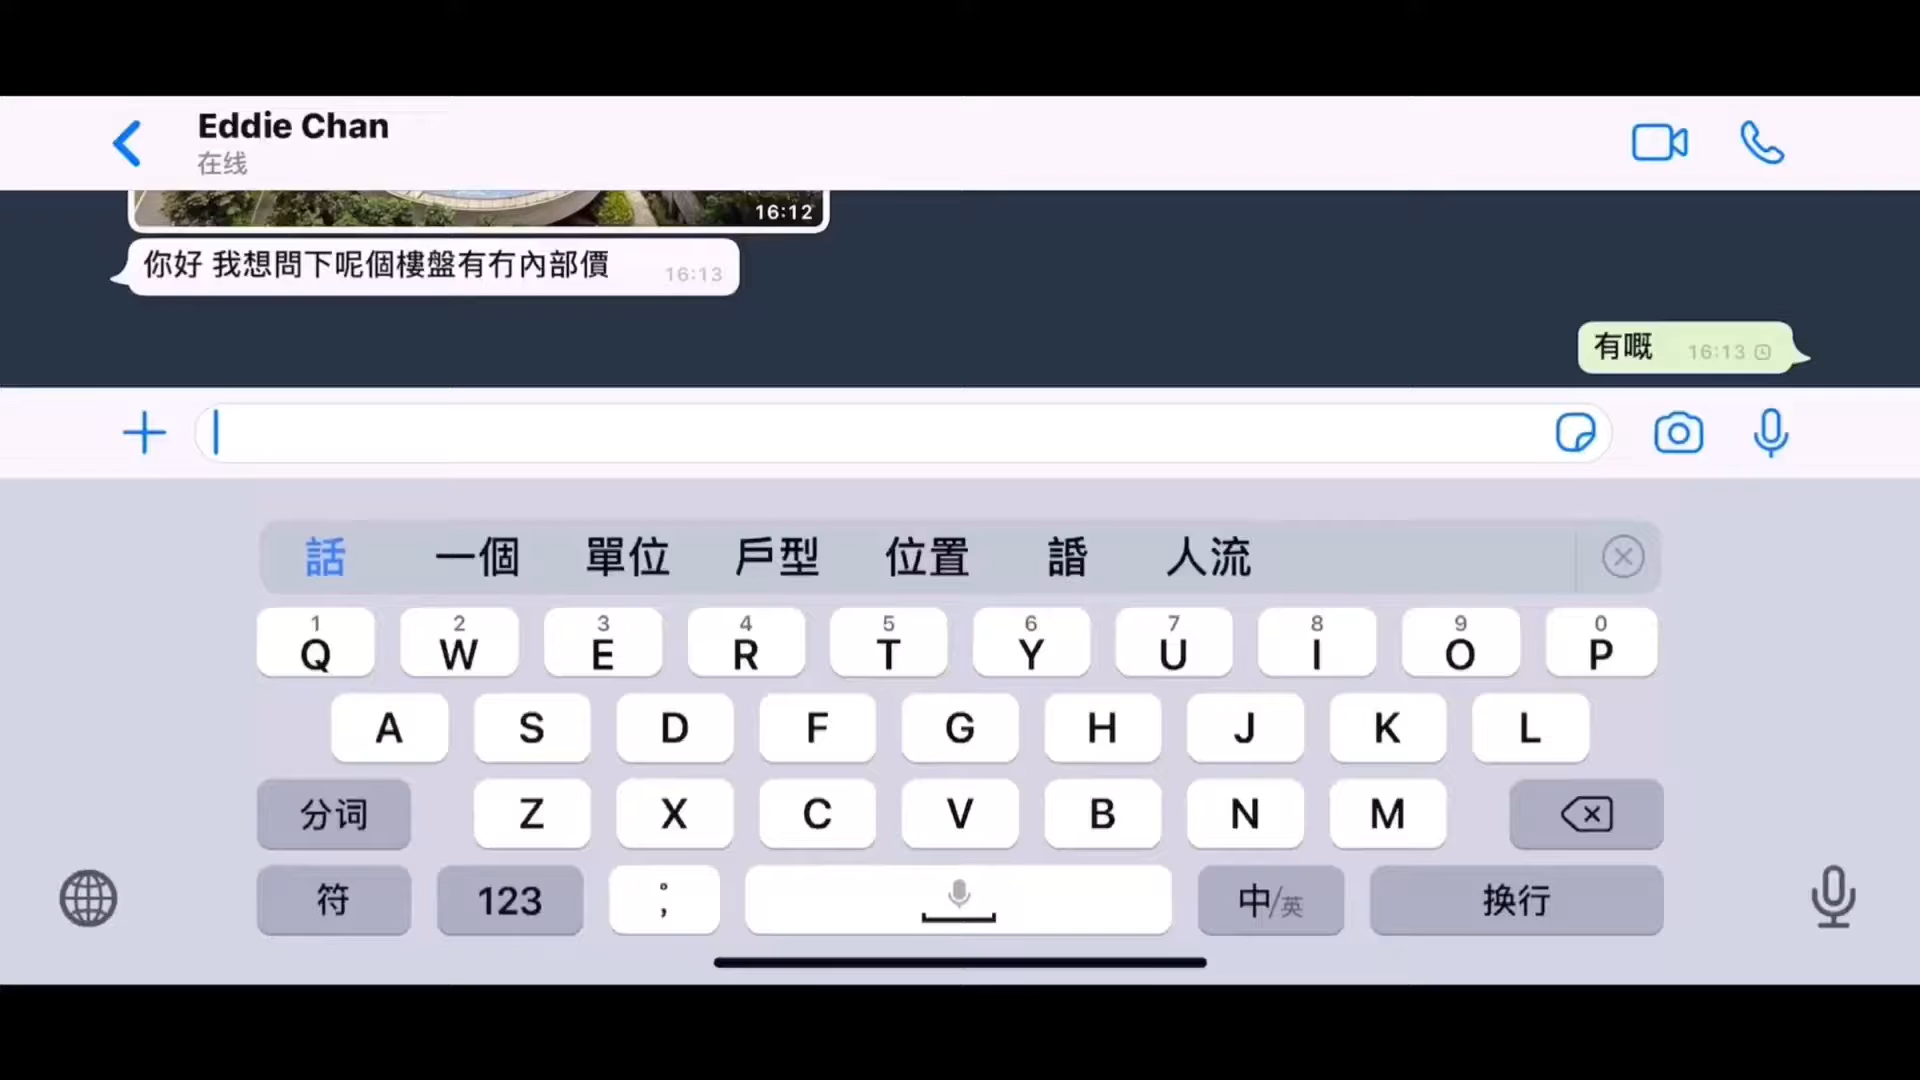 Eddie Chan
在线
16:12
你好 我想問下呢個樓盤有冇內部價 16:13
有嘅 16:13
話 一個 單位 戶型 位置 諙 人流
1 2 3 4 5 6 7 8 9 0
Q W E R T Y U I O P
A S D F G H J K L
分词 Z X C V B N M
符 123 °; 中/英 换行